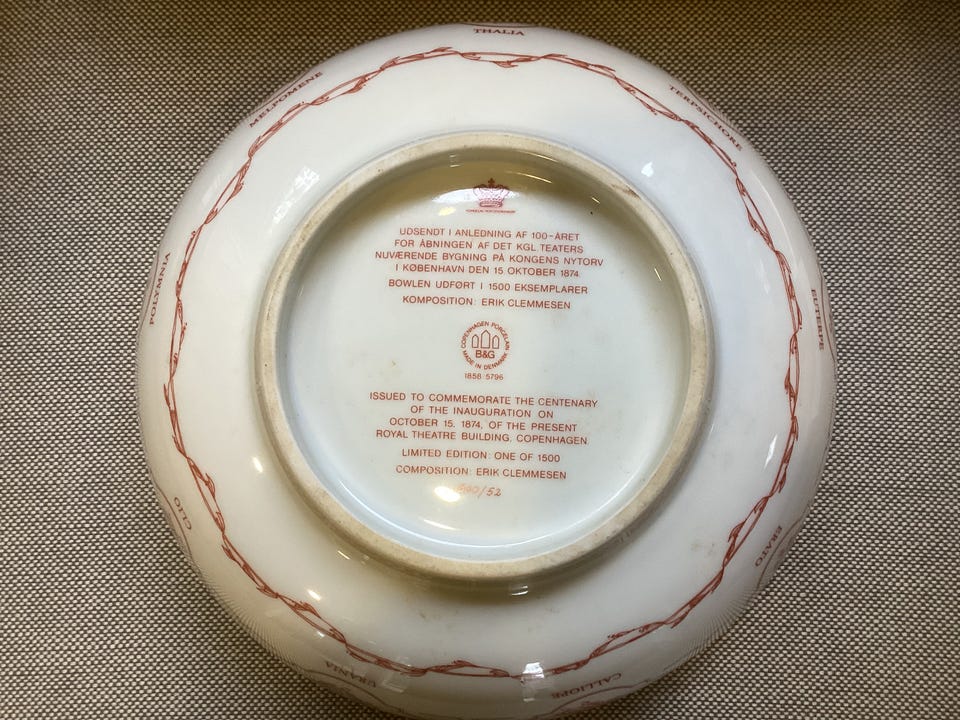 THALIA
MELPOMENE
TERPSICHORE
POLYMNIA
EUTERPE
UDSENDT I ANLEDNING AF 100-ÅRET
FOR ÅBNINGEN AF DET KGL TEATERS
NUVÆRENDE BYGNING PÅ KONGENS NYTORV
I KØBENHAVN DEN 15 OKTOBER 1874
BOWLEN UDFØRT I 1500 EKSEMPLARER
KOMPOSITION: ERIK CLEMMESEN
COPENHAGEN PORCELAIN
B&G
MADE IN DENMARK
1858 5796
ISSUED TO COMMEMORATE THE CENTENARY
OF THE INAUGURATION ON
OCTOBER 15, 1874, OF THE PRESENT
ROYAL THEATRE BUILDING, COPENHAGEN
LIMITED EDITION: ONE OF 1500
COMPOSITION: ERIK CLEMMESEN
CLIO
ERATO
URANIA
CALLIOPE